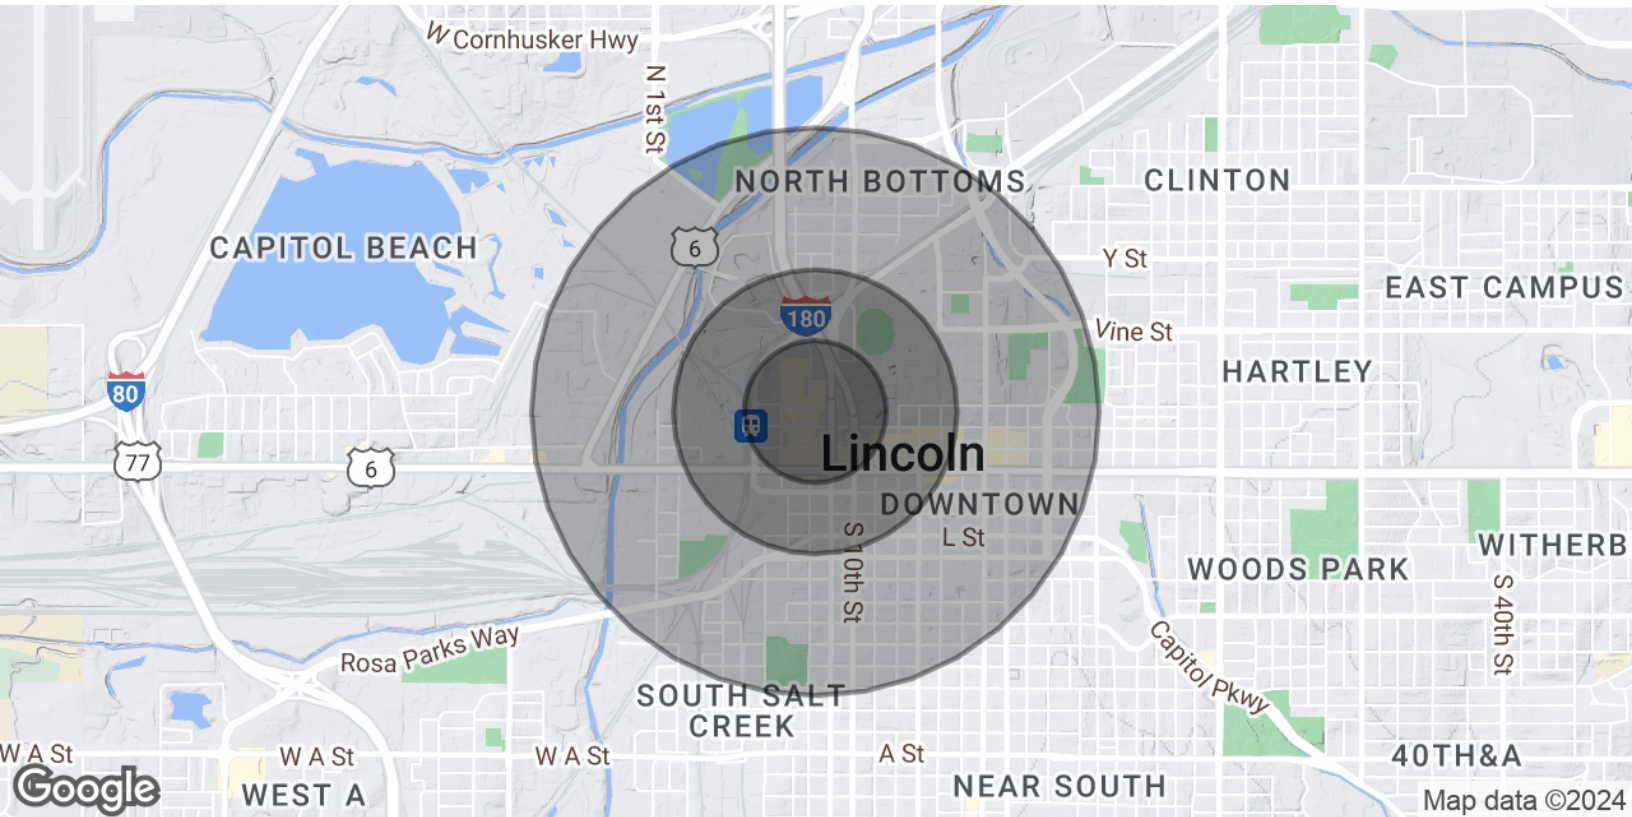 W Cornhusker Hwy
N 1st St
NORTH BOTTOMS
CLINTON
CAPITOL BEACH
6
Y St
EAST CAMPUS
180
Vine St
HARTLEY
80
Lincoln
77
6
DOWNTOWN
L St
S 10th St
WOODS PARK
WITHERB
S 40th St
Rosa Parks Way
Capitol Pkwy
SOUTH SALT
CREEK
W A St
W A St
W A St
A St
40TH&A
Google
WEST A
NEAR SOUTH
Map data ©2024